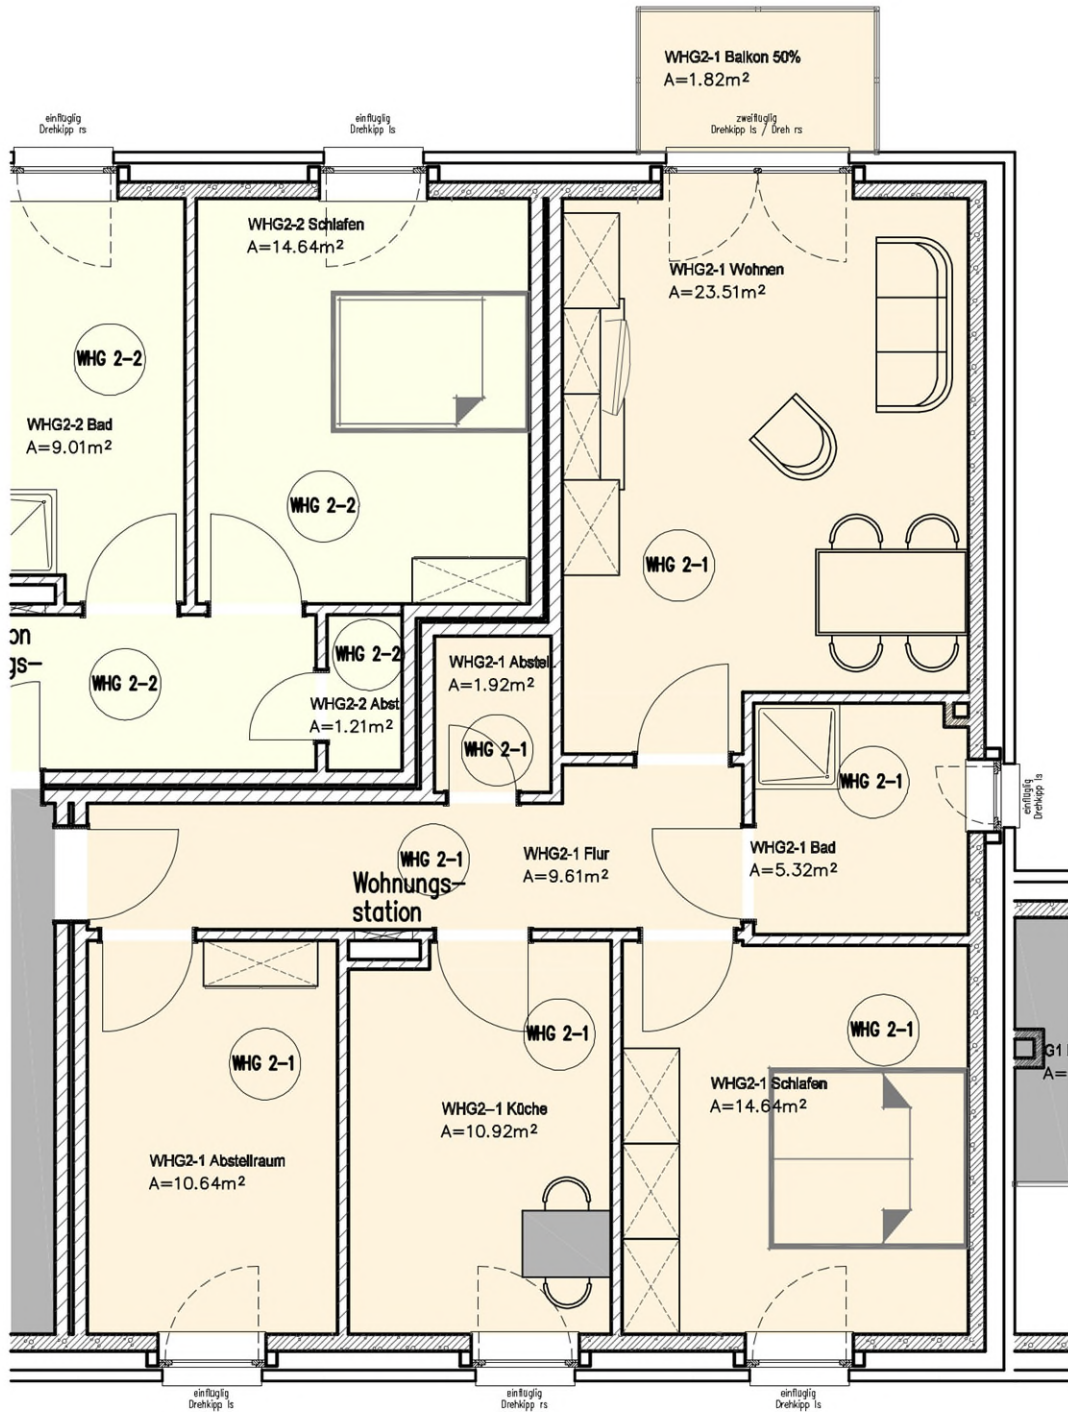 WHG2-1 Balkon 50%
A=1.82m²
einflüglig
Drehkipp rs
einflüglig
Drehkipp ls
zweiflüglig
Drehkipp ls / Dreh rs
WHG2-2 Schlafen
A=14.64m²
WHG2-1 Wohnen
A=23.51m²
WHG 2-2
WHG2-2 Bad
A=9.01m²
WHG 2-2
WHG 2-1
on
gs-
WHG 2-2
WHG 2-2
WHG2-2 Abst
A=1.21m²
WHG2-1 Abstel
A=1.92m²
WHG 2-1
WHG 2-1
einflüglig
Drehkipp ls
WHG 2-1
Wohnungs-
station
WHG2-1 Flur
A=9.61m²
WHG2-1 Bad
A=5.32m²
WHG 2-1
WHG 2-1
WHG 2-1
G1
A=
WHG2-1 Schlafen
A=14.64m²
WHG2-1 Küche
A=10.92m²
WHG2-1 Abstellraum
A=10.64m²
einflüglig
Drehkipp ls
einflüglig
Drehkipp rs
einflüglig
Drehkipp ls